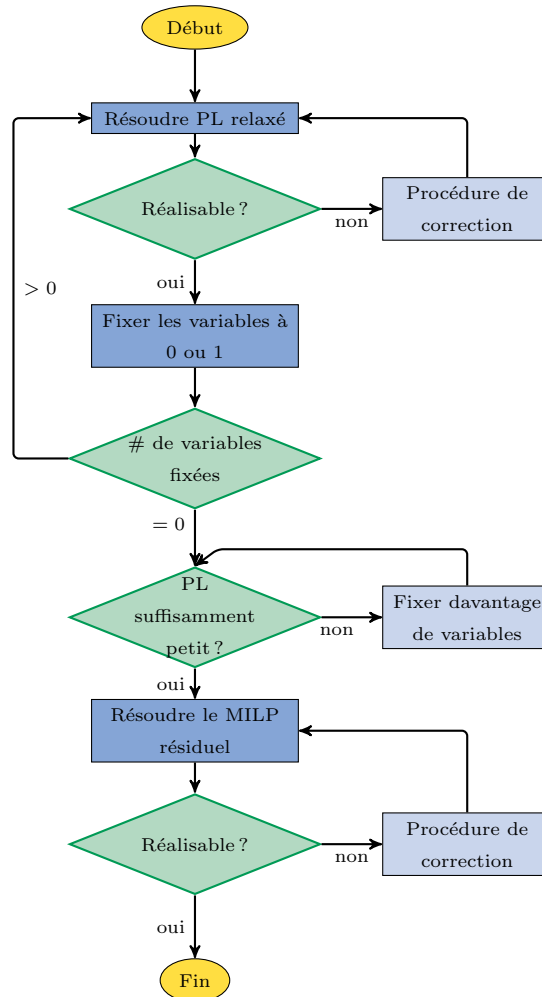 Début
Résoudre PL relaxé
Réalisable ?
non
Procédure de
correction
oui
> 0
Fixer les variables à
0 ou 1
# de variables
fixées
= 0
PL
suffisamment
petit ?
non
Fixer davantage
de variables
oui
Résoudre le MILP
résiduel
Réalisable ?
non
Procédure de
correction
oui
Fin